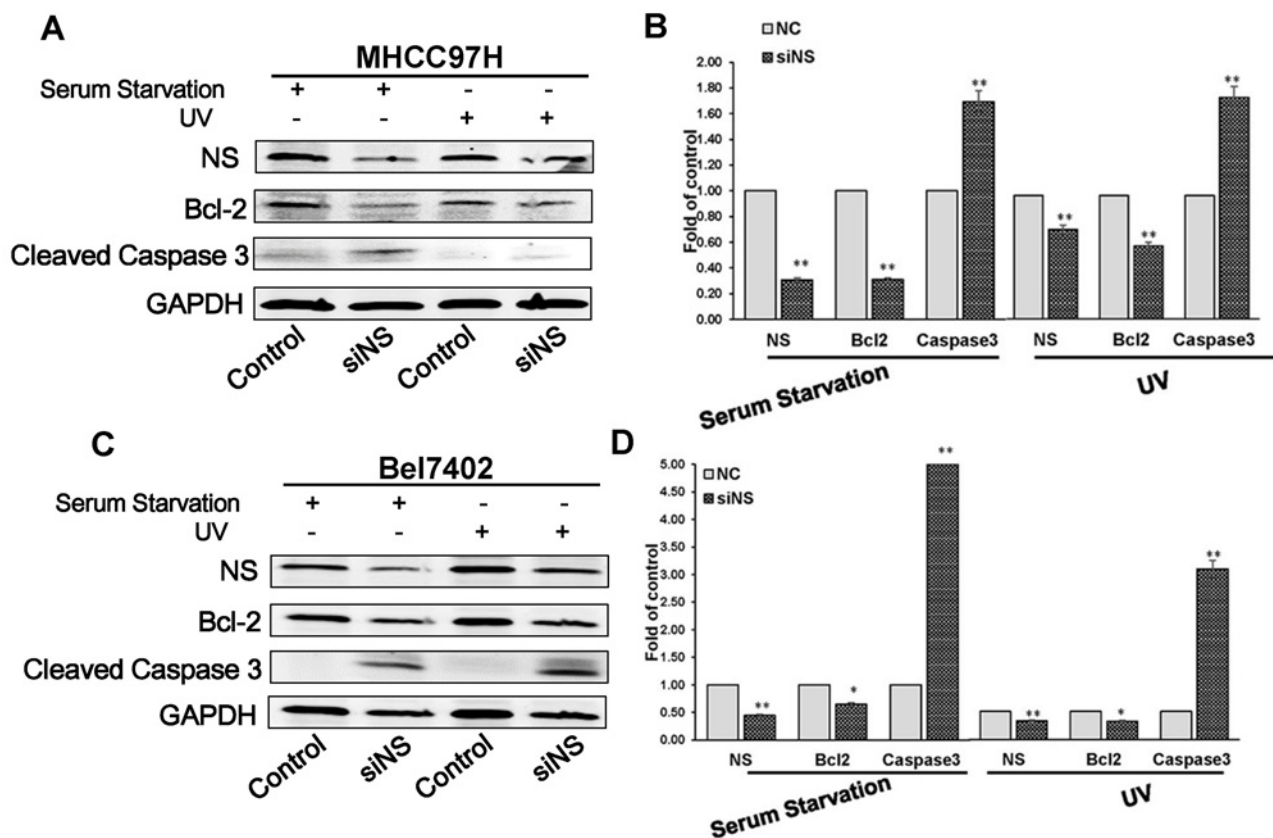 A
MHCC97H
Serum Starvation + + - -
UV - - + +
NS
Bcl-2
Cleaved Caspase 3
GAPDH
Control siNS Control siNS
B
NC
siNS
Fold of control
2.00
1.80
1.60
1.40
1.20
1.00
0.80
0.60
0.40
0.20
0.00
** ** ** ** ** **
NS Bcl2 Caspase3 NS Bcl2 Caspase3
Serum Starvation UV
C
Bel7402
Serum Starvation + + - -
UV - - + +
NS
Bcl-2
Cleaved Caspase 3
GAPDH
Control siNS Control siNS
D
NC
siNS
Fold of control
5.00
4.50
4.00
3.50
3.00
2.50
2.00
1.50
1.00
0.50
0.00
** * ** ** * **
NS Bcl2 Caspase3 NS Bcl2 Caspase3
Serum Starvation UV